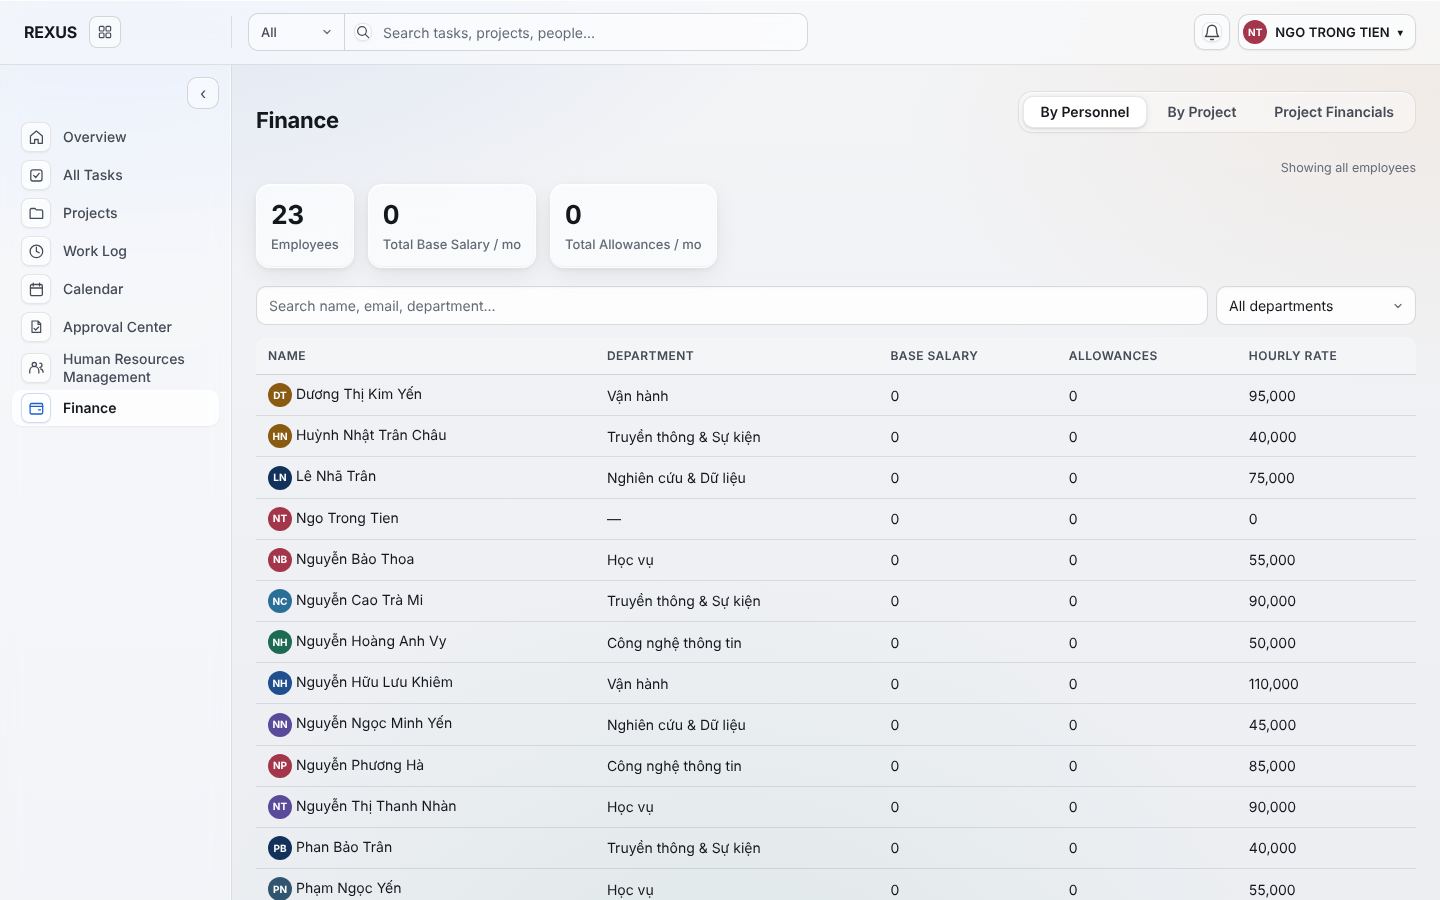 REXUS
All
Search tasks, projects, people...
NT
NGO TRONG TIEN
Overview
All Tasks
Projects
Work Log
Calendar
Approval Center
Human Resources
Management
Finance
Finance
By Personnel
By Project
Project Financials
Showing all employees
23
Employees
0
Total Base Salary / mo
0
Total Allowances / mo
Search name, email, department...
All departments
NAME DEPARTMENT BASE SALARY ALLOWANCES HOURLY RATE
DT Dương Thị Kim Yến Vận hành 0 0 95,000
HN Huỳnh Nhật Trân Châu Truyền thông & Sự kiện 0 0 40,000
LN Lê Nhã Trân Nghiên cứu & Dữ liệu 0 0 75,000
NT Ngo Trong Tien — 0 0 0
NB Nguyễn Bảo Thoa Học vụ 0 0 55,000
NC Nguyễn Cao Trà Mi Truyền thông & Sự kiện 0 0 90,000
NH Nguyễn Hoàng Anh Vy Công nghệ thông tin 0 0 50,000
NH Nguyễn Hữu Lưu Khiêm Vận hành 0 0 110,000
NN Nguyễn Ngọc Minh Yến Nghiên cứu & Dữ liệu 0 0 45,000
NP Nguyễn Phương Hà Công nghệ thông tin 0 0 85,000
NT Nguyễn Thị Thanh Nhàn Học vụ 0 0 90,000
PB Phan Bảo Trân Truyền thông & Sự kiện 0 0 40,000
PN Phạm Ngọc Yến Học vụ 0 0 55,000